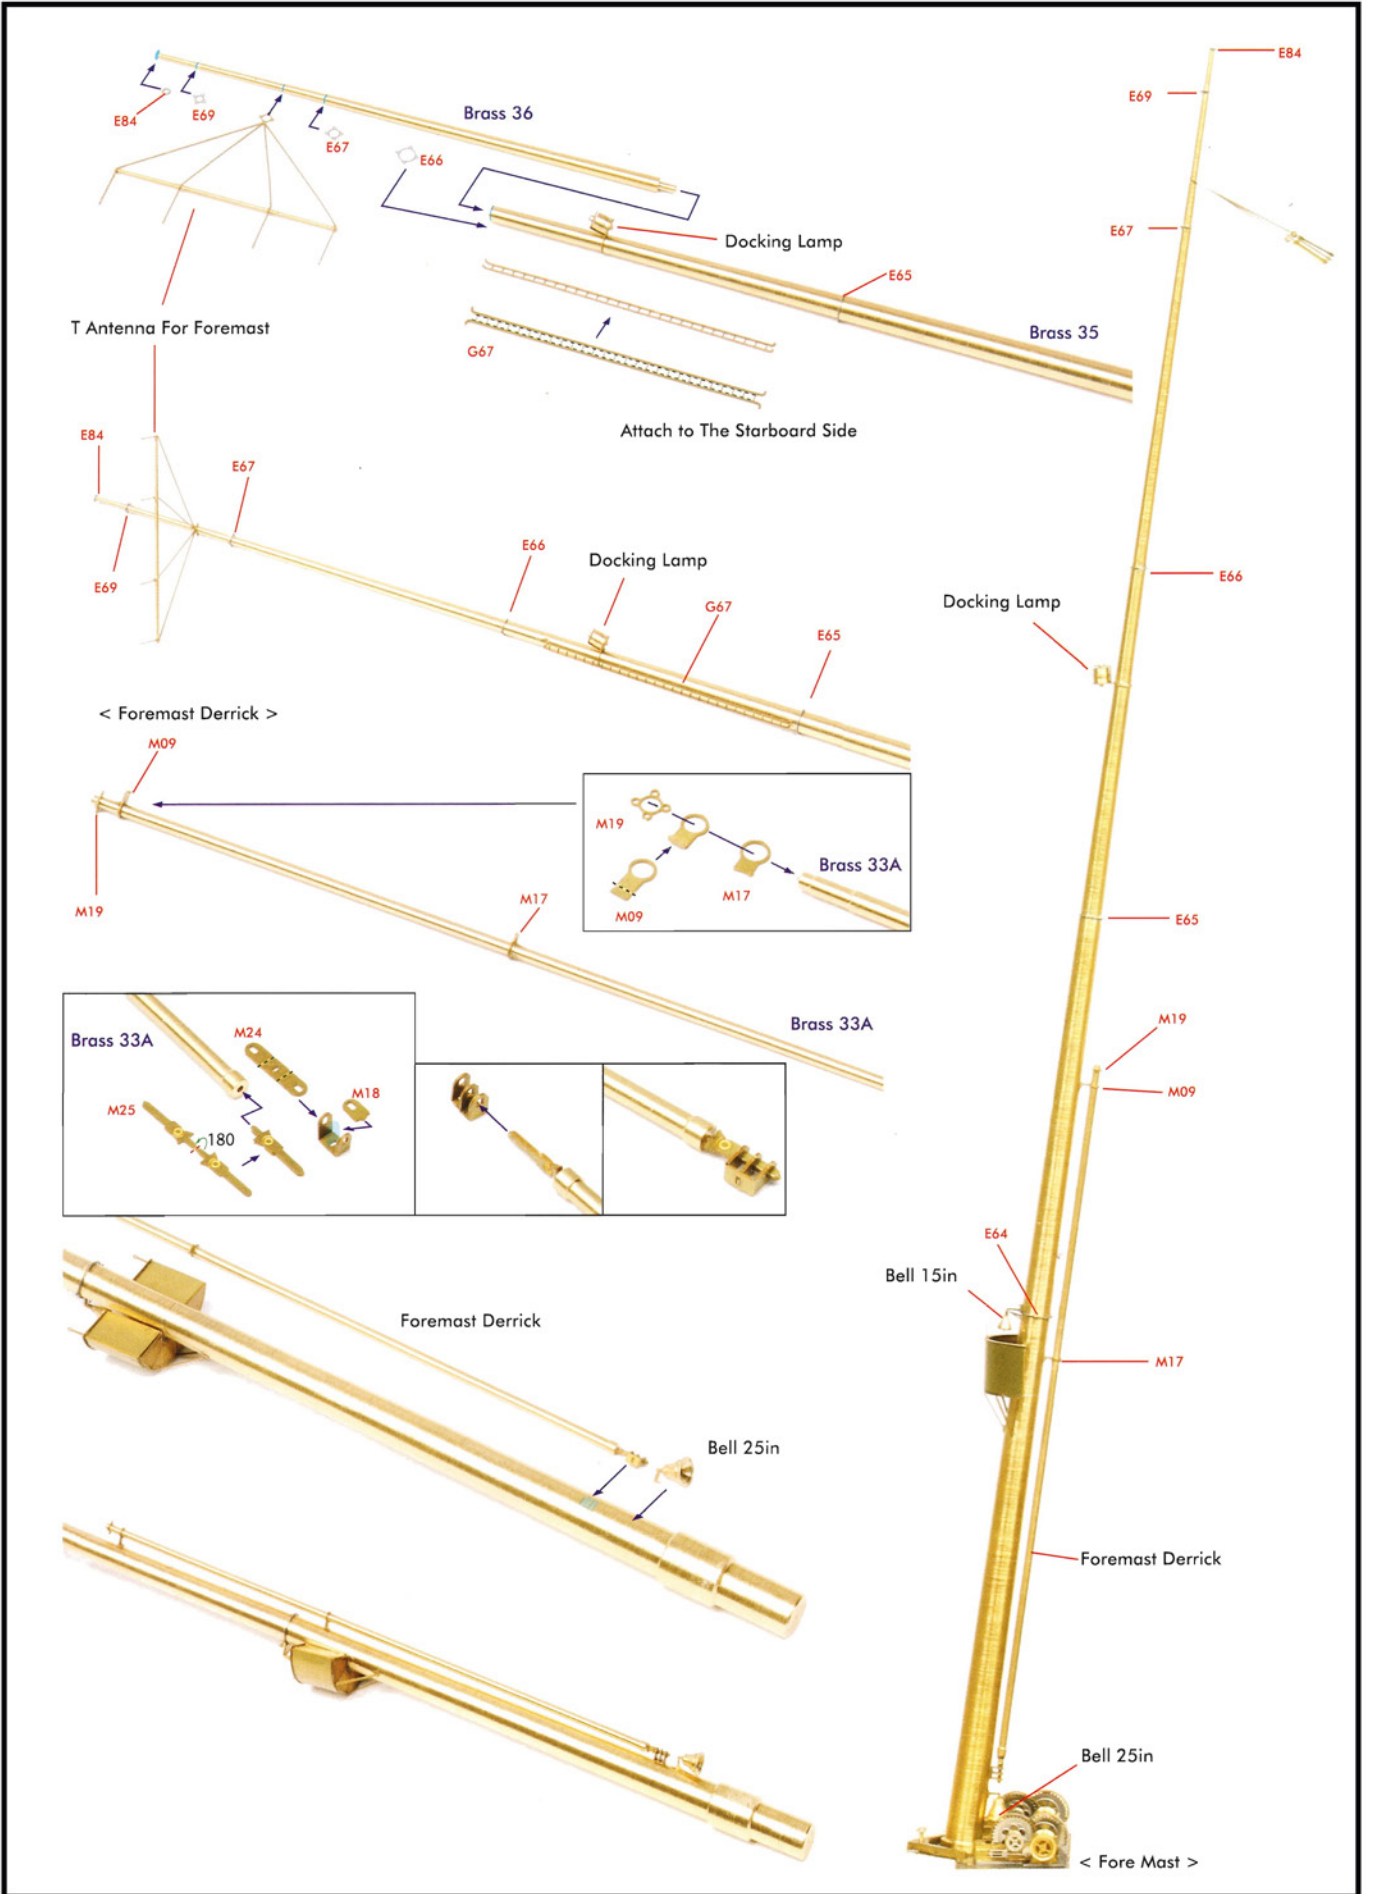 E84
E69
Brass 36
E67
E66
Docking Lamp
E65
Brass 35
T Antenna For Foremast
G67
Attach to The Starboard Side
E84
E67
E69
E66
Docking Lamp
G67
E65
< Foremast Derrick >
M09
M19
M19
M09
M17
Brass 33A
M17
Brass 33A
Brass 33A
M24
M18
M25
180
Foremast Derrick
Bell 25in
E84
E69
E67
E66
Docking Lamp
E65
M19
M09
E64
Bell 15in
M17
Foremast Derrick
Bell 25in
< Fore Mast >